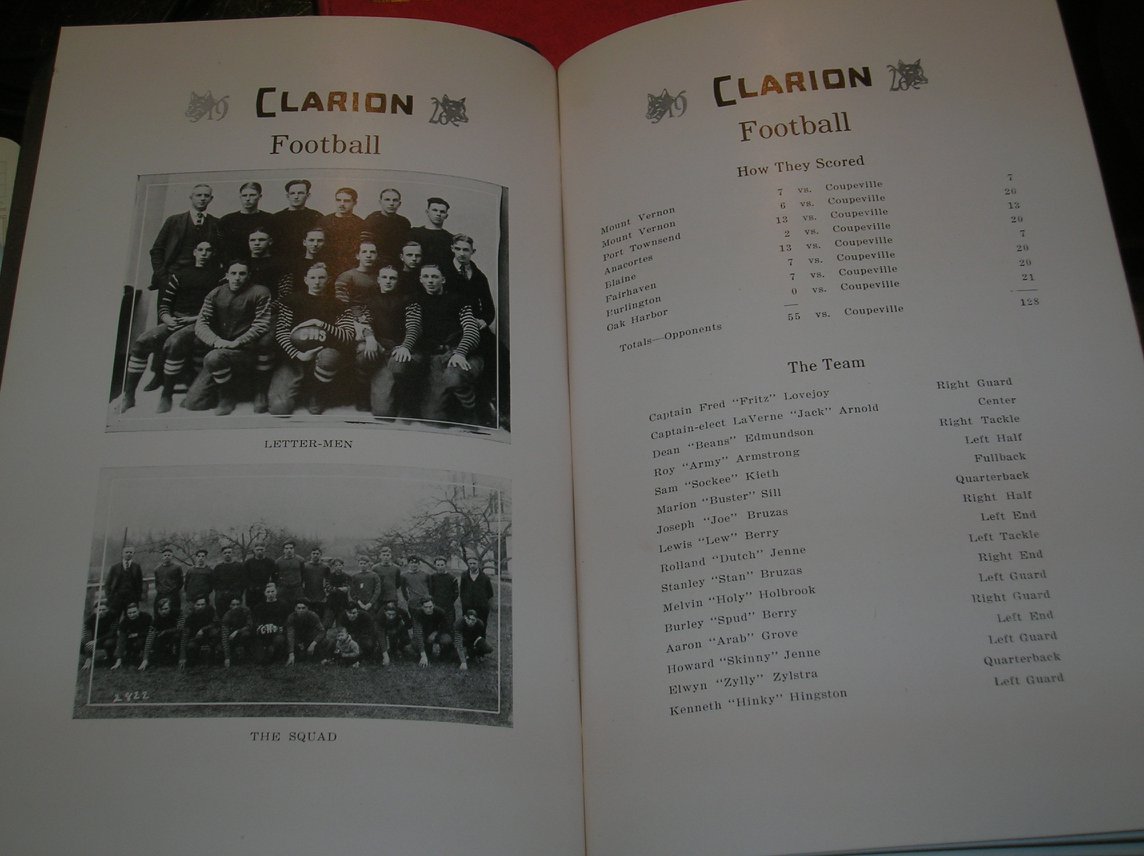 19 CLARION
Football
LETTER-MEN
THE SQUAD
19 CLARION
Football
How They Scored
Mount Vernon 7 vs. Coupeville 7
Mount Vernon 6 vs. Coupeville 20
Port Townsend 13 vs. Coupeville 13
Anacortes 2 vs. Coupeville 20
Blaine 13 vs. Coupeville 7
Fairhaven 7 vs. Coupeville 20
Burlington 7 vs. Coupeville 20
Oak Harbor 0 vs. Coupeville 21
Totals—Opponents 55 vs. Coupeville 128
The Team
Captain Fred "Fritz" Lovejoy Right Guard
Captain-elect LaVerne "Jack" Arnold Center
Dean "Beans" Edmundson Right Tackle
Roy "Army" Armstrong Left Half
Sam "Sockee" Kieth Fullback
Marion "Buster" Sill Quarterback
Joseph "Joe" Bruzas Right Half
Lewis "Lew" Berry Left End
Rolland "Dutch" Jenne Left Tackle
Stanley "Stan" Bruzas Right End
Melvin "Holy" Holbrook Left Guard
Burley "Spud" Berry Right Guard
Aaron "Arab" Grove Left End
Howard "Skinny" Jenne Left Guard
Elwyn "Zylly" Zylstra Quarterback
Kenneth "Hinky" Hingston Left Guard